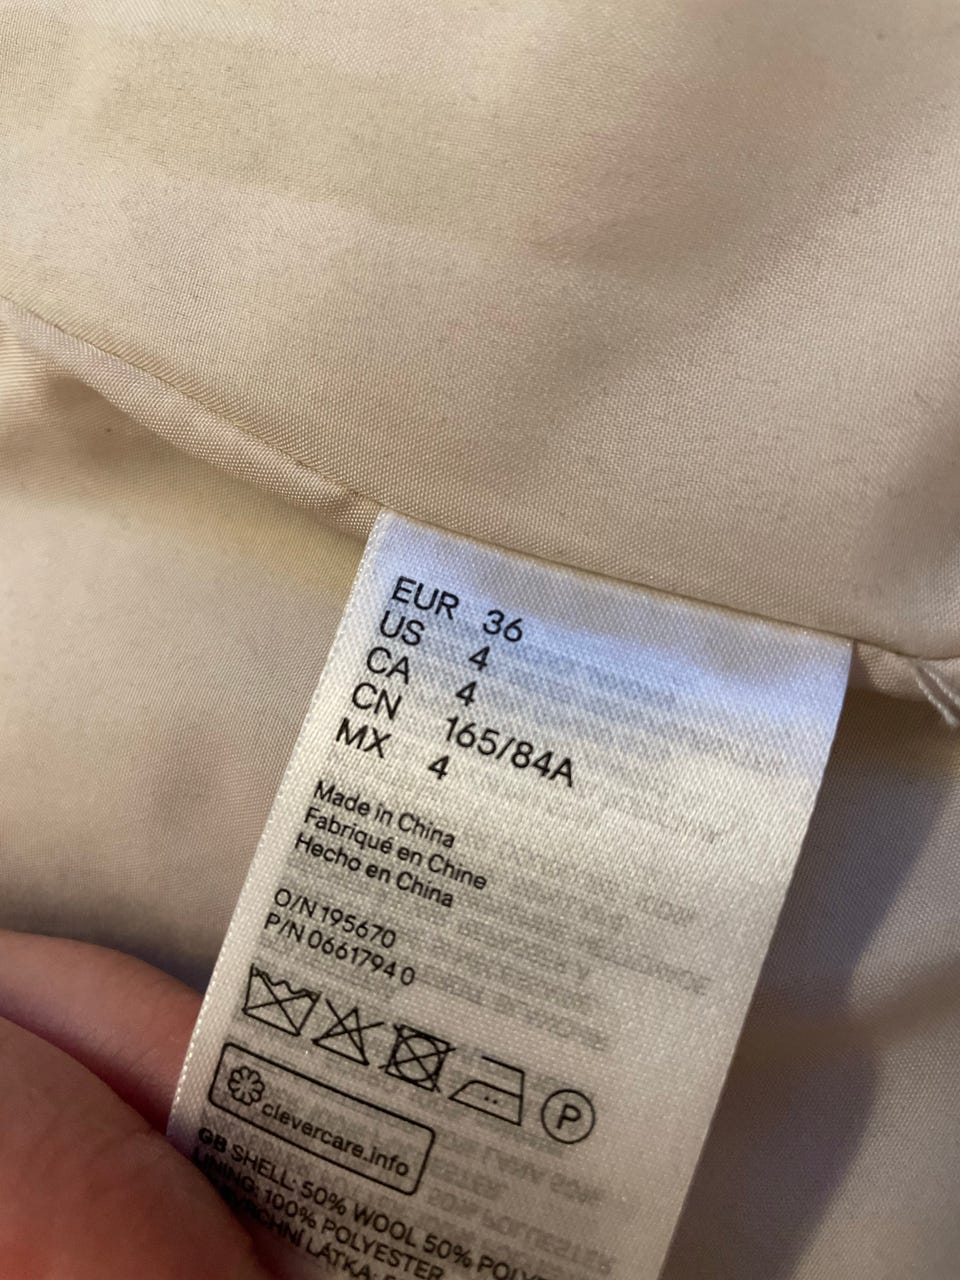 EUR 36
US 4
CA 4
CN 165/84A
MX 4
Made in China
Fabriqué en Chine
Hecho en China
O/N 195670
P/N 0661794 0
P
clevercare.info
GB SHELL: 50% WOOL 50%
LINING: 100% POLYESTER
LÁTKA: